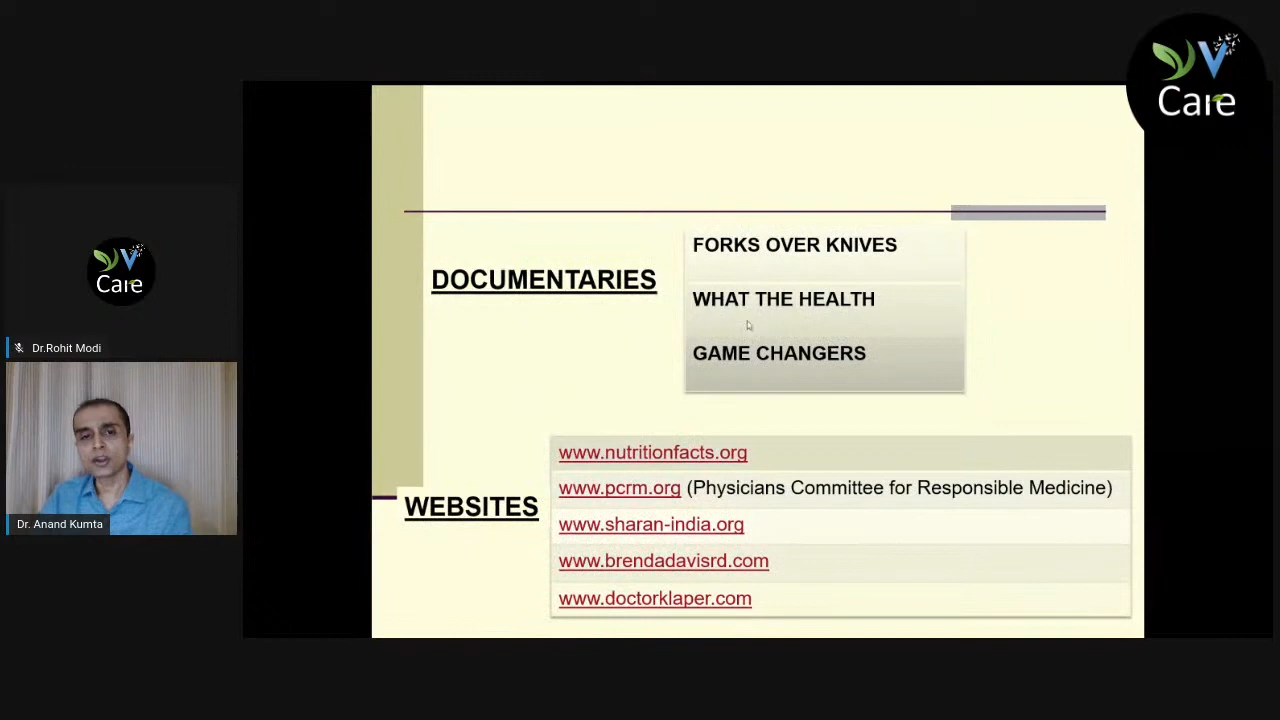 V
Care
V
Care
Dr.Rohit Modi
Dr. Anand Kumta
DOCUMENTARIES
FORKS OVER KNIVES
WHAT THE HEALTH
GAME CHANGERS
WEBSITES
www.nutritionfacts.org
www.pcrm.org (Physicians Committee for Responsible Medicine)
www.sharan-india.org
www.brendadavisrd.com
www.doctorklaper.com